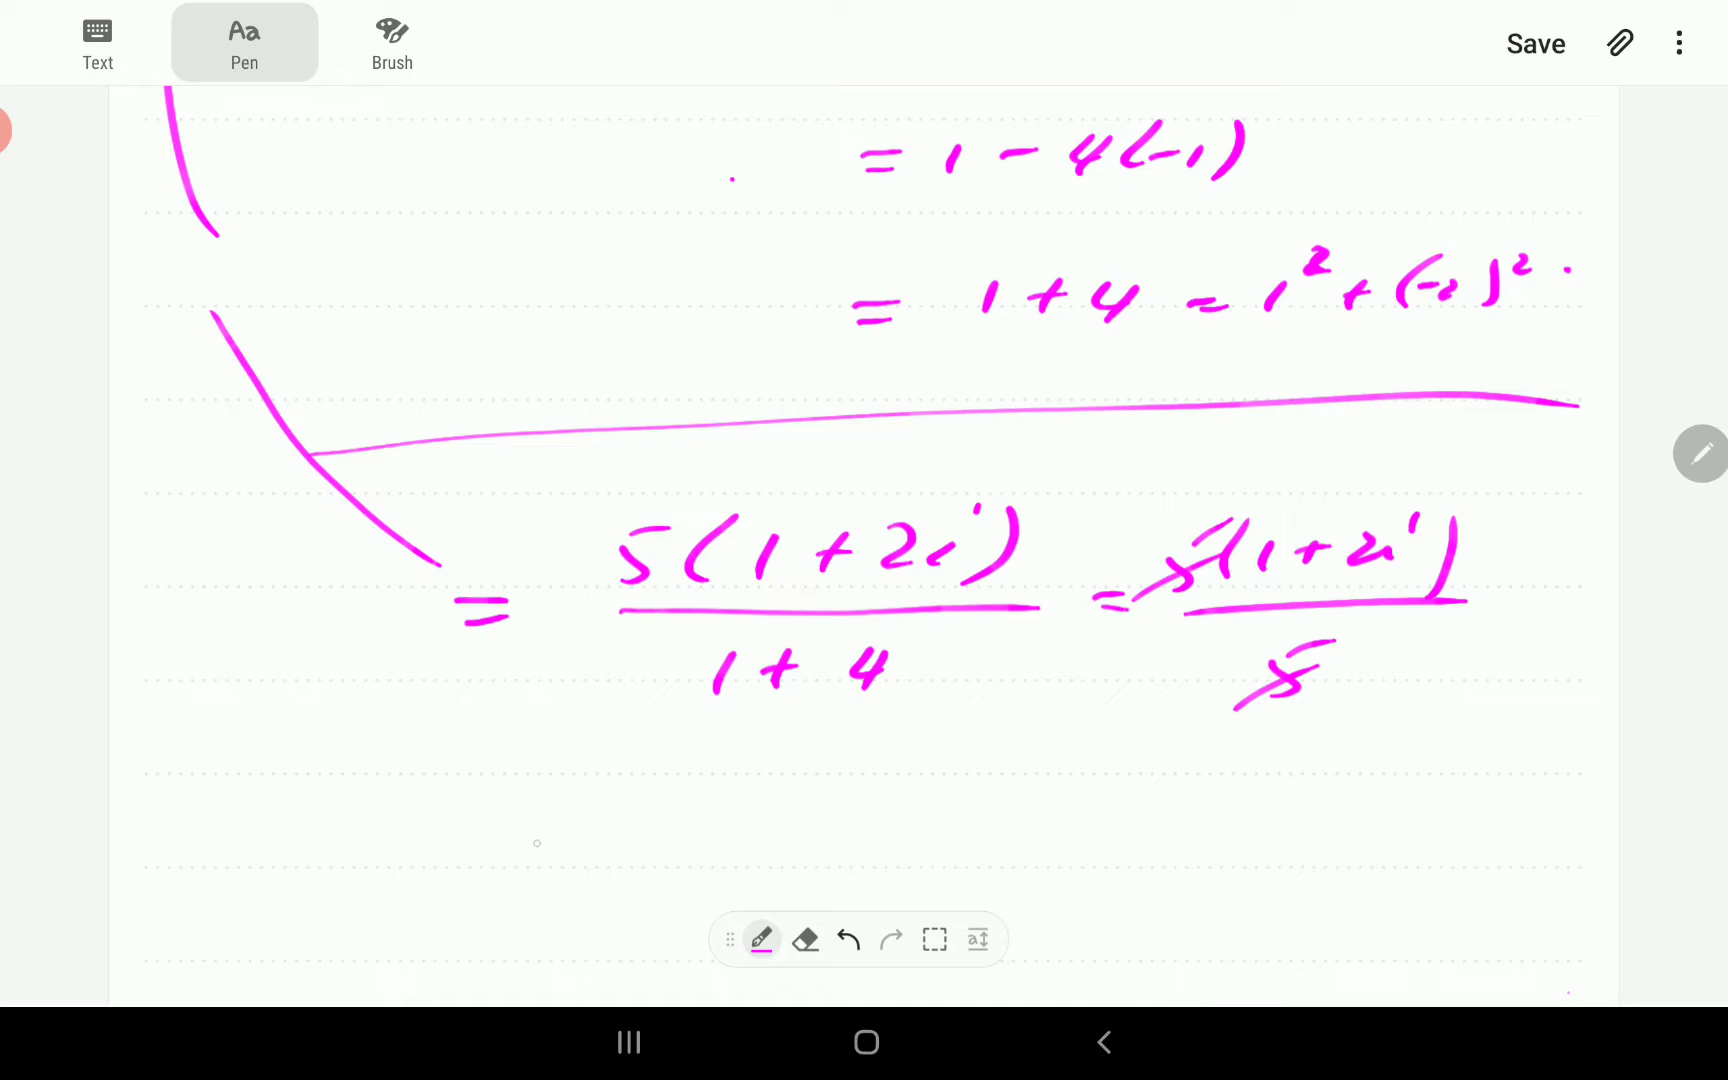 Text Pen Brush Save
= 1 - 4(-1)
= 1 + 4 = 1² + (-2)² .
= 5(1 + 2i) / 1 + 4 = 5(1 + 2i) / 5